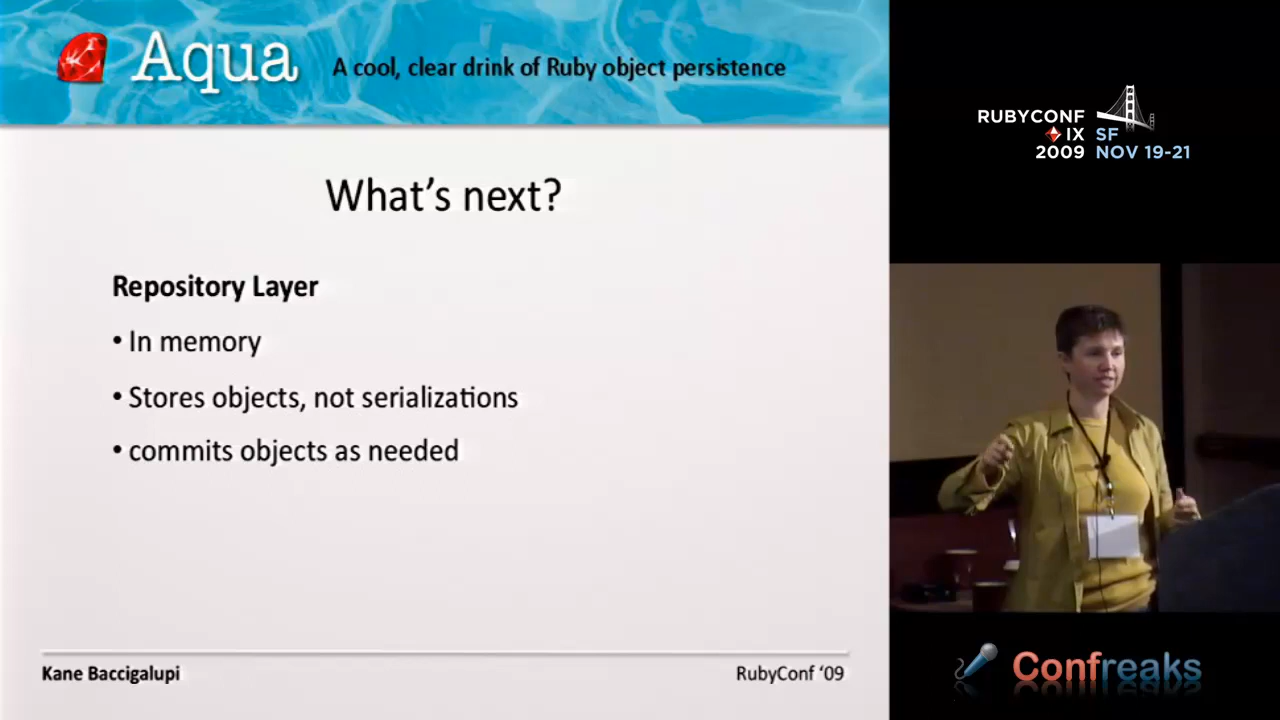 Aqua
A cool, clear drink of Ruby object persistence
What's next?
Repository Layer
• In memory
• Stores objects, not serializations
• commits objects as needed
Kane Baccigalupi
RubyConf '09
RUBYCONF
IX SF
2009 NOV 19-21
Confreaks